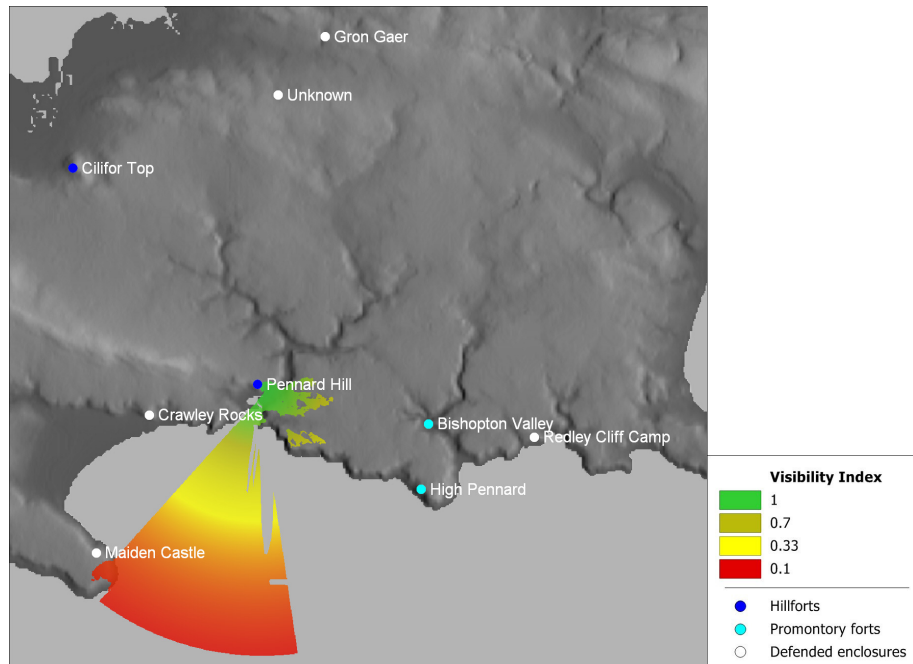 Gron Gaer
Unknown
Cilifor Top
Pennard Hill
Crawley Rocks
Bishopton Valley
Redley Cliff Camp
High Pennard
Maiden Castle
Visibility Index
1
0.7
0.33
0.1
Hillforts
Promontory forts
Defended enclosures